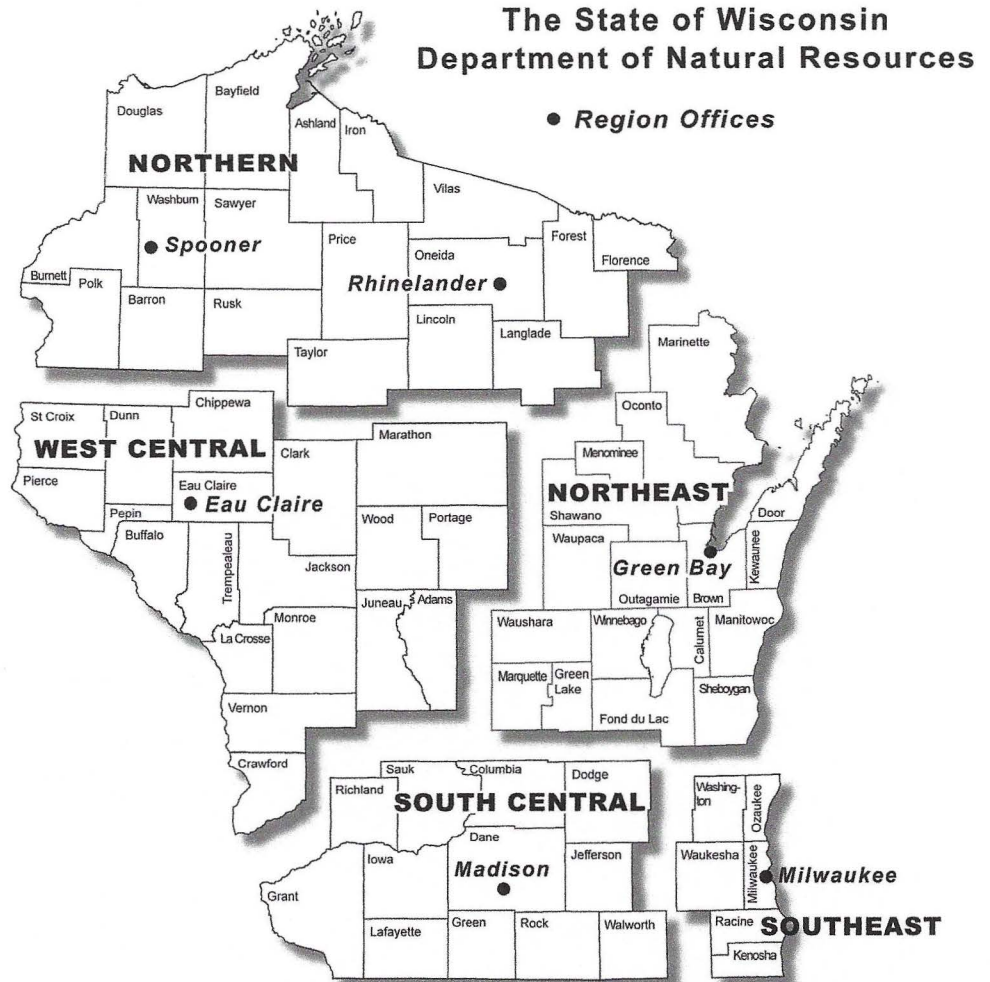 The State of Wisconsin
Department of Natural Resources
Region Offices
Douglas
Bayfield
Ashland
Iron
NORTHERN
Vilas
Washburn
Sawyer
Spooner
Price
Forest
Oneida
Florence
Burnett
Polk
Rhinelander
Barron
Rusk
Lincoln
Langlade
Taylor
Marinette
Chippewa
St Croix
Dunn
WEST CENTRAL
Clark
Marathon
Pierce
Eau Claire
Eau Claire
Pepin
Buffalo
Wood
Portage
Trempealeau
Jackson
Juneau
Adams
Monroe
La Crosse
Vernon
Crawford
Oconto
Menominee
NORTHEAST
Shawano
Door
Waupaca
Green Bay
Kewaunee
Outagamie
Brown
Waushara
Winnebago
Calumet
Manitowoc
Marquette
Green
Lake
Sheboygan
Fond du Lac
Sauk
Columbia
Dodge
Richland
SOUTH CENTRAL
Dane
Iowa
Madison
Jefferson
Grant
Lafayette
Green
Rock
Walworth
Washing-
ton
Ozaukee
Waukesha
Milwaukee
Milwaukee
Racine
SOUTHEAST
Kenosha